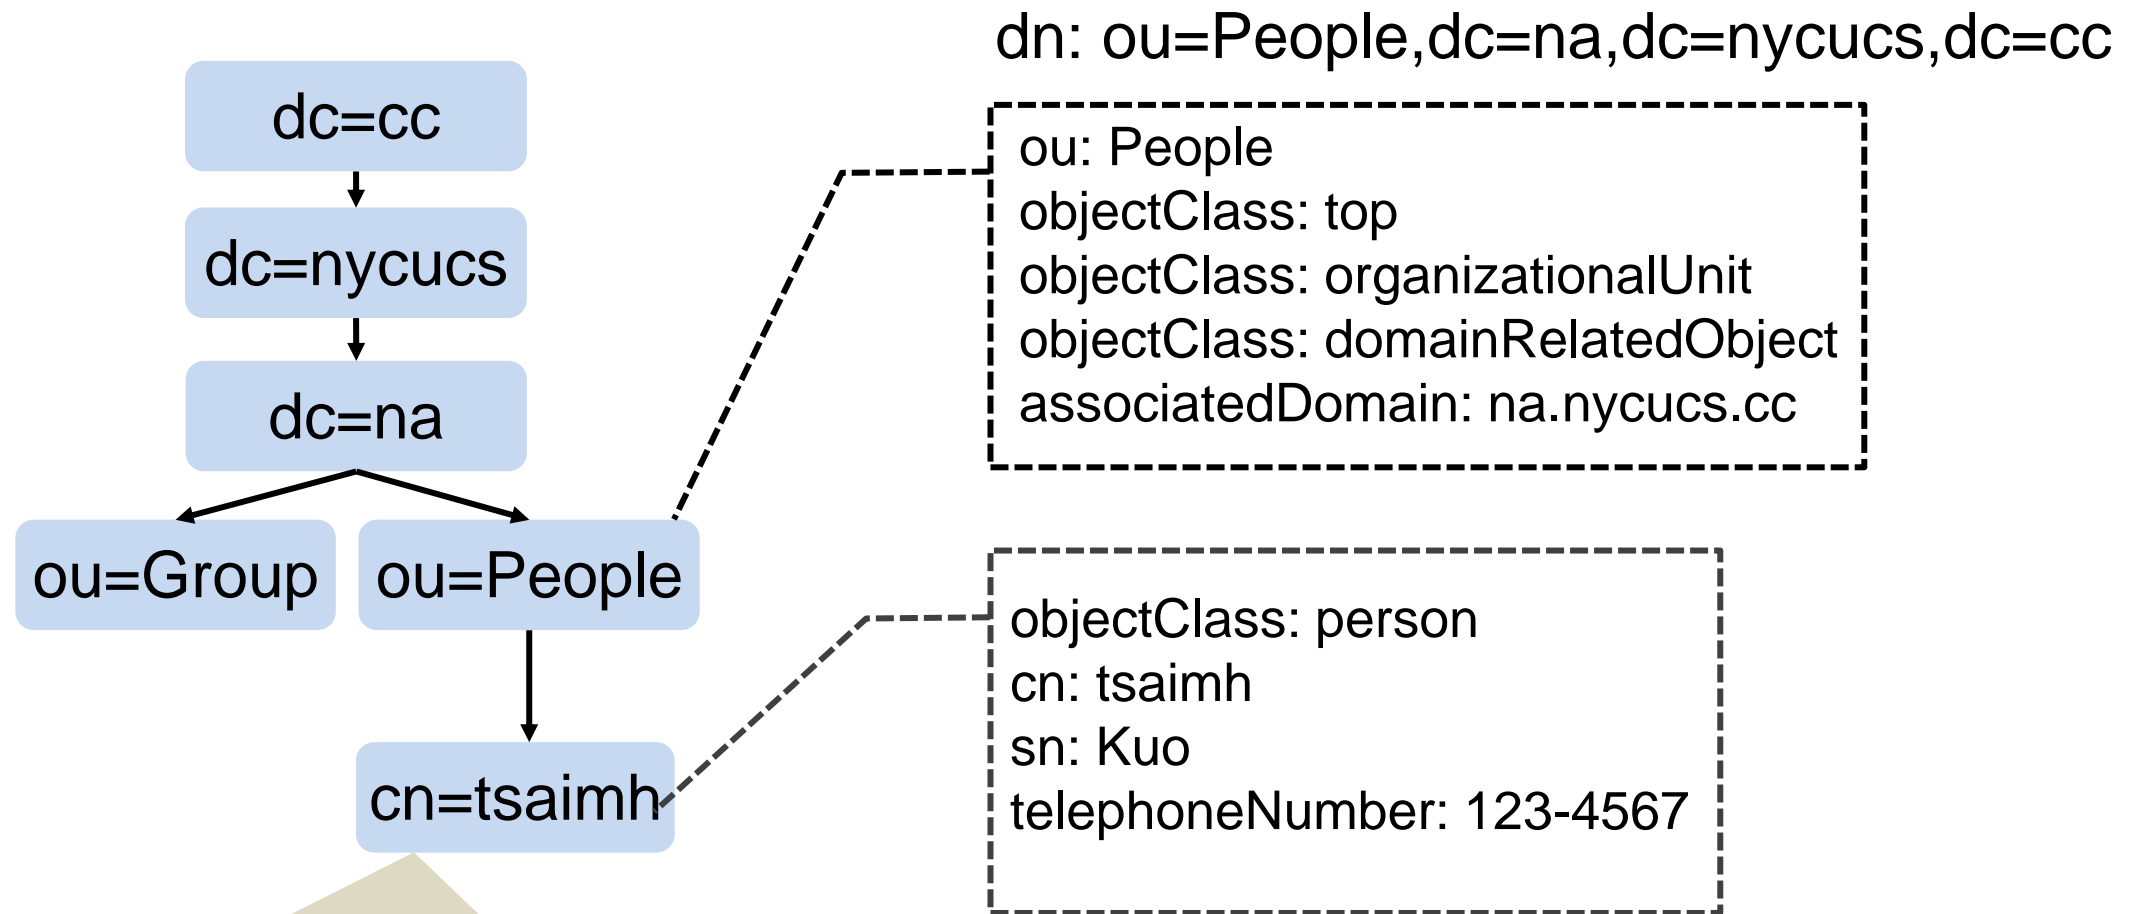 dn: ou=People,dc=na,dc=nycucs,dc=cc
dc=cc
dc=nycucs
dc=na
ou=Group
ou=People
cn=tsaimh
ou: People
objectClass: top
objectClass: organizationalUnit
objectClass: domainRelatedObject
associatedDomain: na.nycucs.cc
objectClass: person
cn: tsaimh
sn: Kuo
telephoneNumber: 123-4567